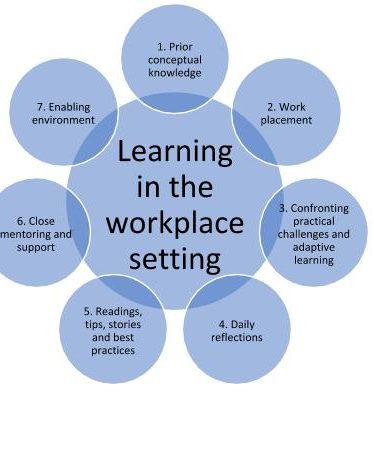 1. Prior
conceptual
knowledge
2. Work
placement
3. Confronting
practical
challenges and
adaptive
learning
4. Daily
reflections
5. Readings,
tips, stories
and best
practices
6. Close
mentoring and
support
7. Enabling
environment
Learning
in the
workplace
setting